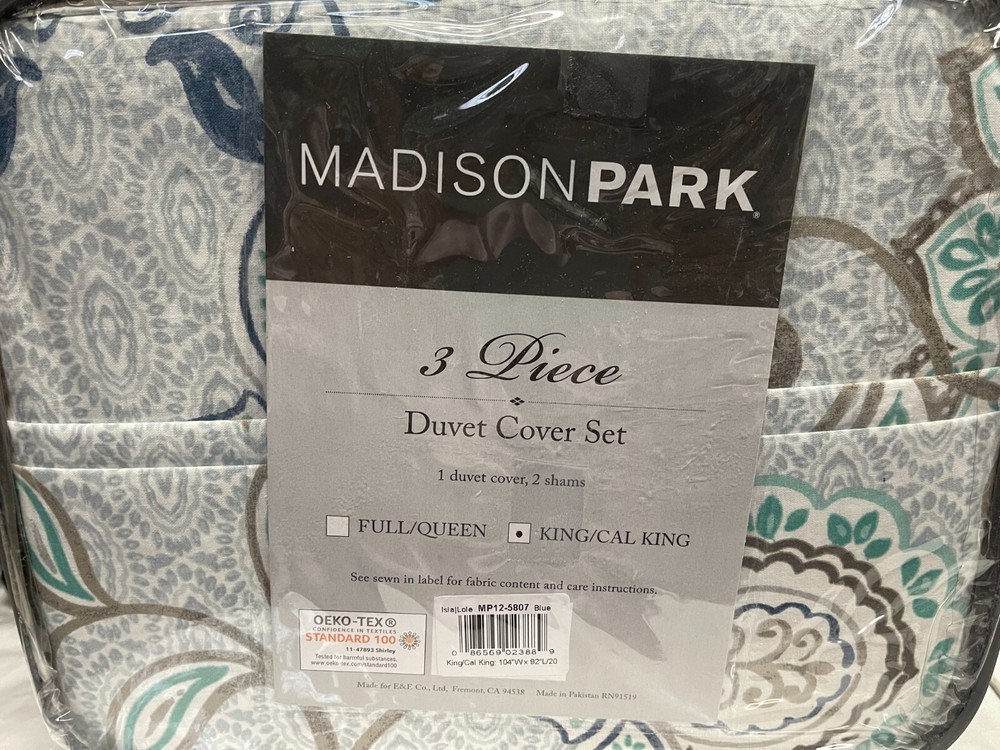 MADISONPARK®
3 Piece
Duvet Cover Set
1 duvet cover, 2 shams
FULL/QUEEN KING/CAL KING
See sewn in label for fabric content and care instructions.
OEKO-TEX®
CONFIDENCE IN TEXTILES
STANDARD 100
11-47893 Shirley
Tested for harmful substances.
www.oeko-tex.com/standard100
Isla|Lole MP12-5807 Blue
0 86569 02388 9
King/Cal King: 104"W x 92"L/20
Made for E&E Co., Ltd, Fremont, CA 94538 Made in Pakistan RN91519